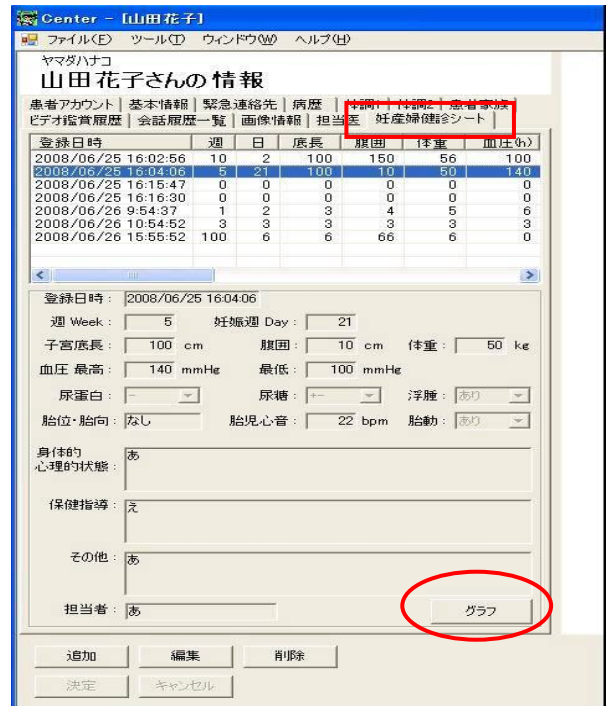 Center - [山田花子]
ファイル(F) ツール(T) ウィンドウ(W) ヘルプ(H)
ヤマダハナコ
山田花子さんの情報
患者アカウント 基本情報 緊急連絡先 病歴 体調1 体調2 患者家族
ビデオ鑑賞履歴 会話履歴一覧 画像情報 担当医 妊産婦健診シート
登録日時 週 日 底長 腹囲 体重 血圧(h)
2008/06/25 16:02:56 10 2 100 150 56 100
2008/06/25 16:04:06 5 21 100 10 50 140
2008/06/25 16:15:47 0 0 0 0 0 0
2008/06/25 16:16:30 0 0 0 0 0 0
2008/06/26 9:54:37 1 2 3 4 5 6
2008/06/26 10:54:52 3 3 3 3 3 3
2008/06/26 15:55:52 100 6 6 66 6 0
登録日時: 2008/06/25 16:04:06
週 Week: 5 妊娠週 Day: 21
子宮底長: 100 cm 腹囲: 10 cm 体重: 50 kg
血圧 最高: 140 mmHg 最低: 100 mmHg
尿蛋白: - 尿糖: +- 浮腫: あり
胎位・胎向: なし 胎児心音: 22 bpm 胎動: あり
身体的
心理的状態: あ
保健指導: え
その他: あ
担当者: あ グラフ
追加 編集 削除
決定 キャンセル